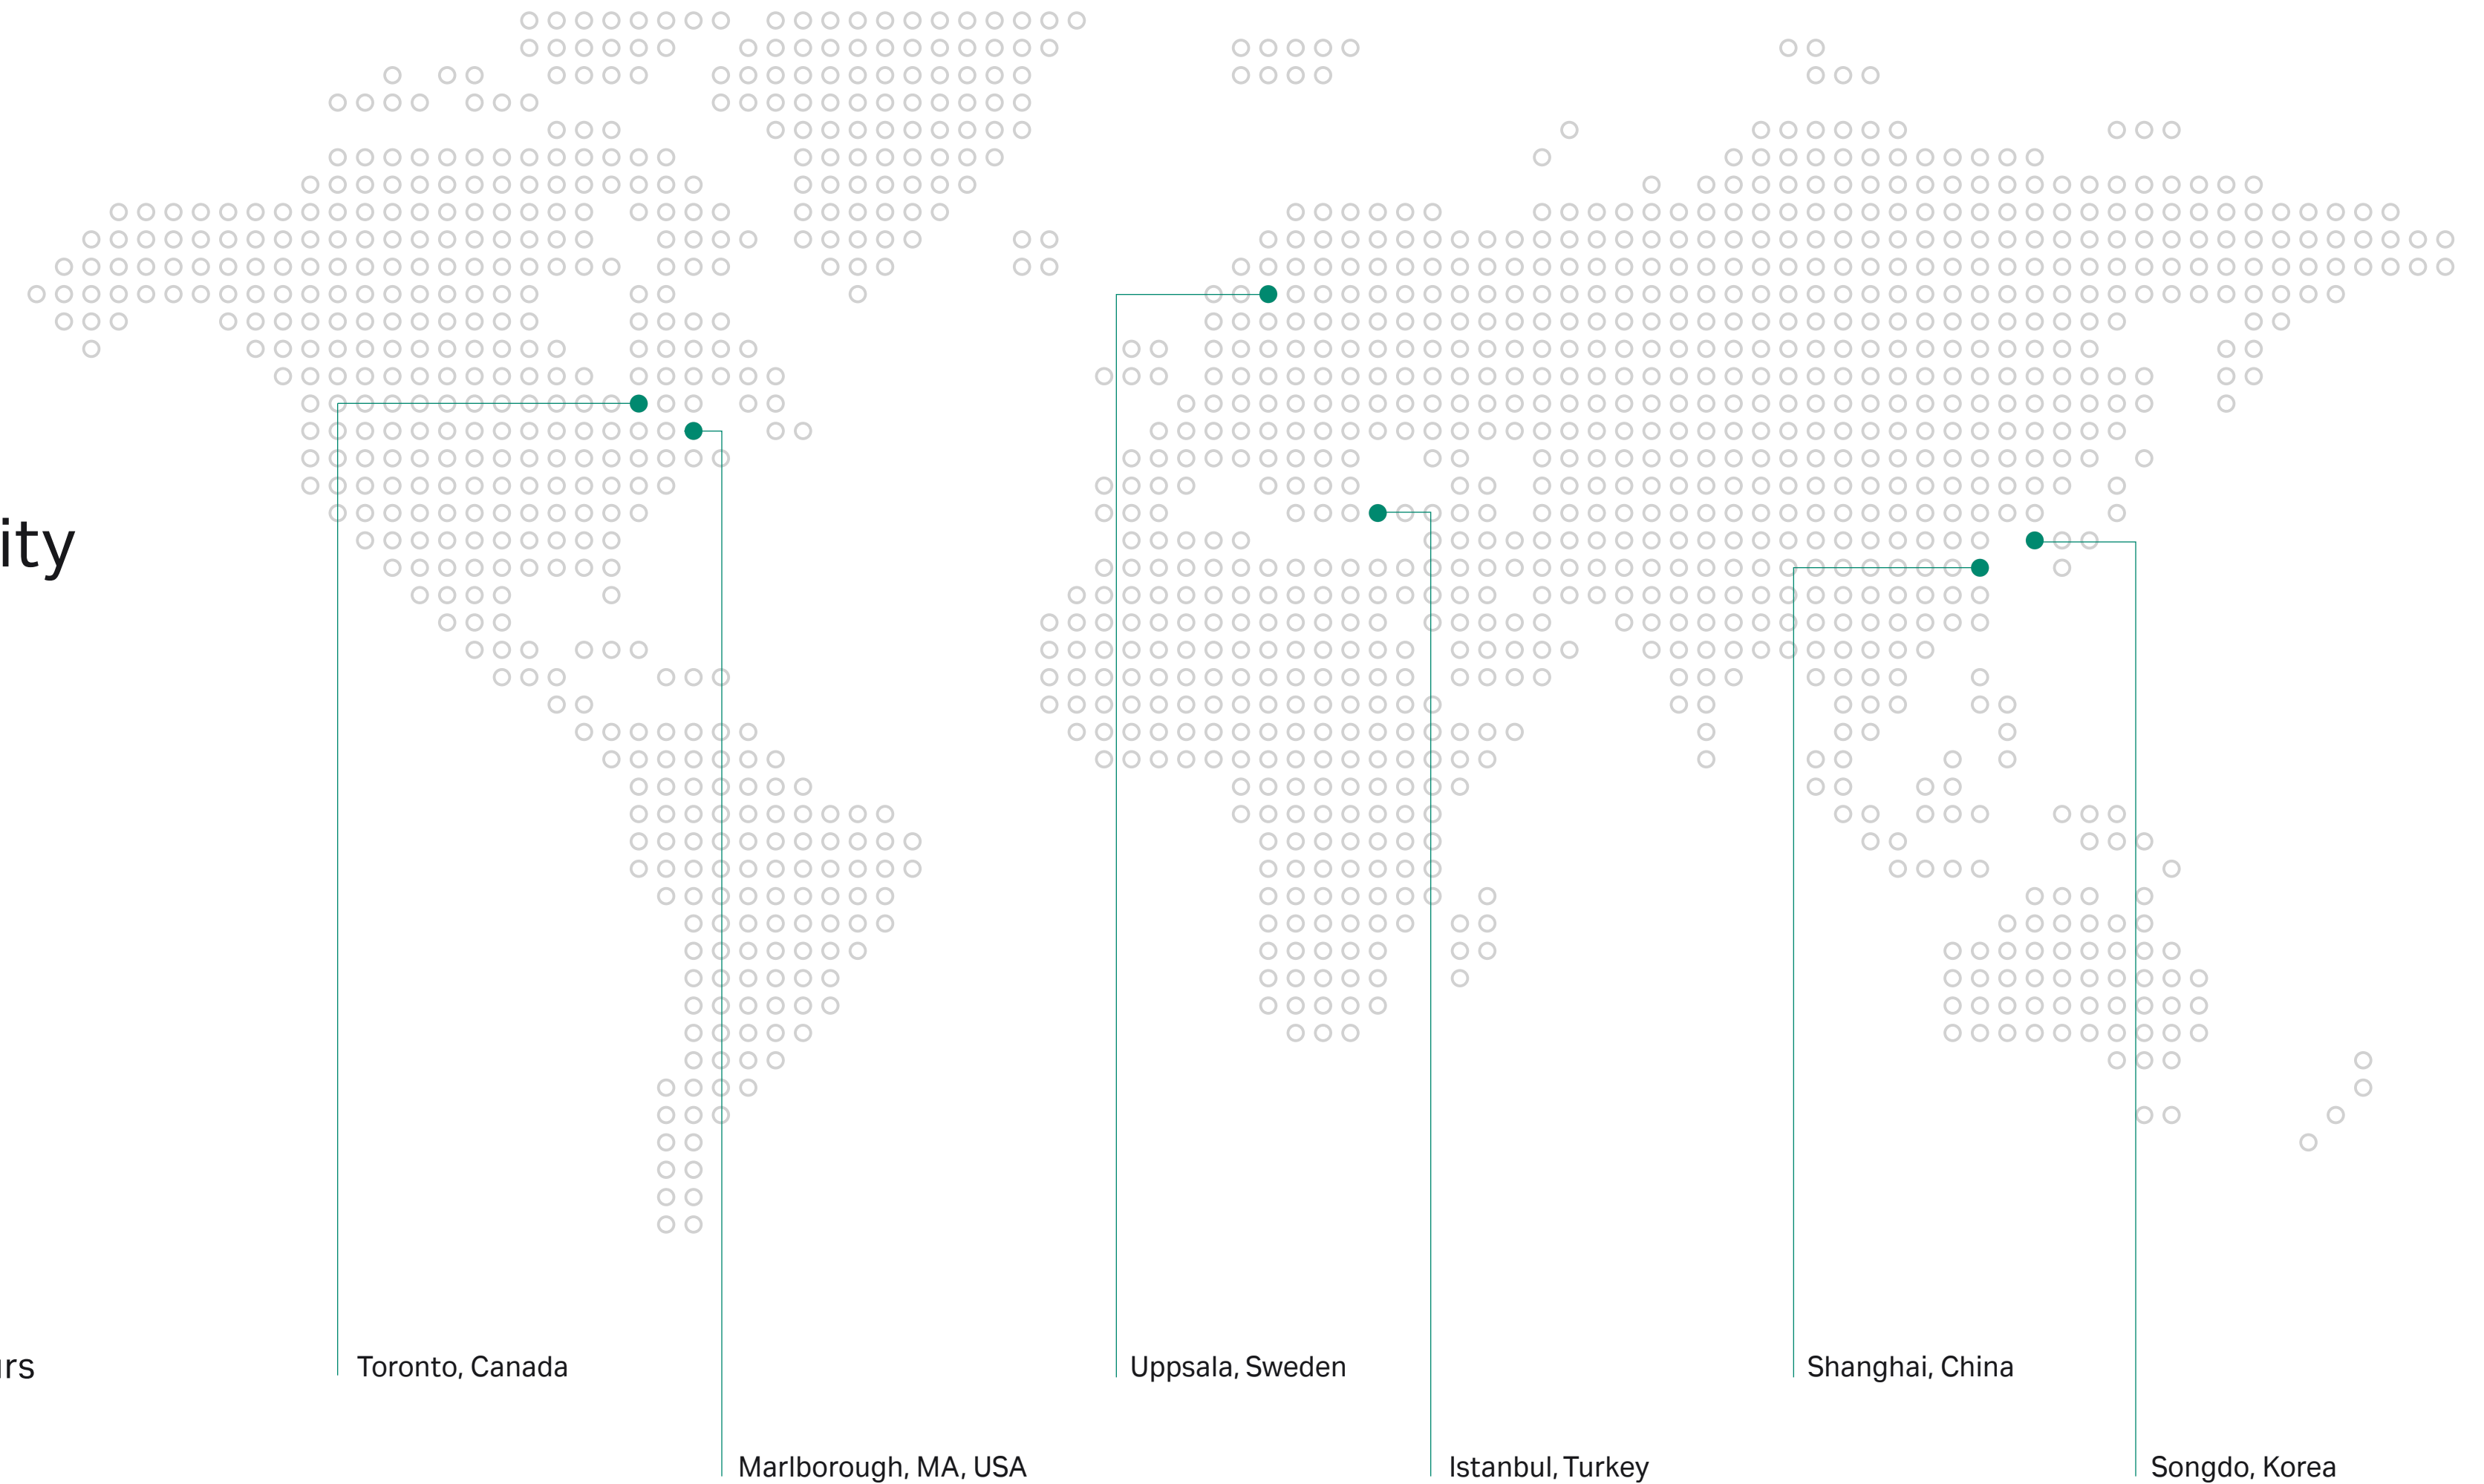 ity
rs
Toronto, Canada
Uppsala, Sweden
Shanghai, China
Marlborough, MA, USA
Istanbul, Turkey
Songdo, Korea